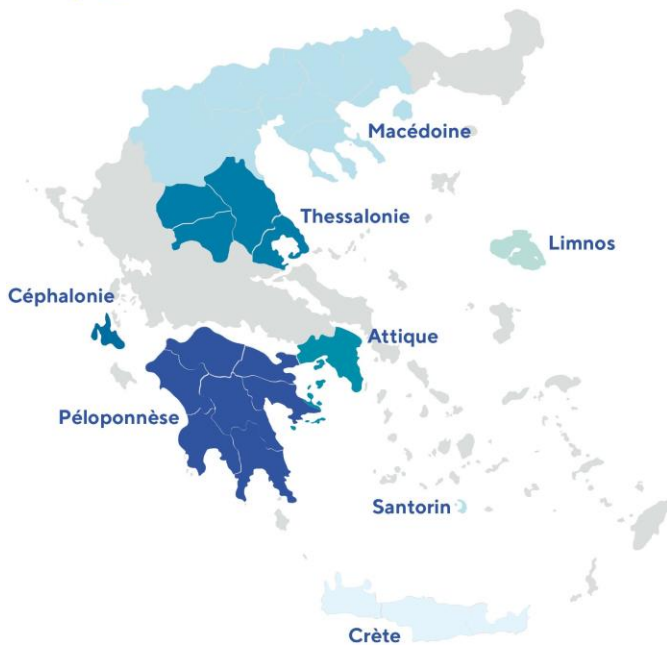 Macédoine
Thessalonie
Limnos
Céphalonie
Attique
Péloponnèse
Santorin
Crète